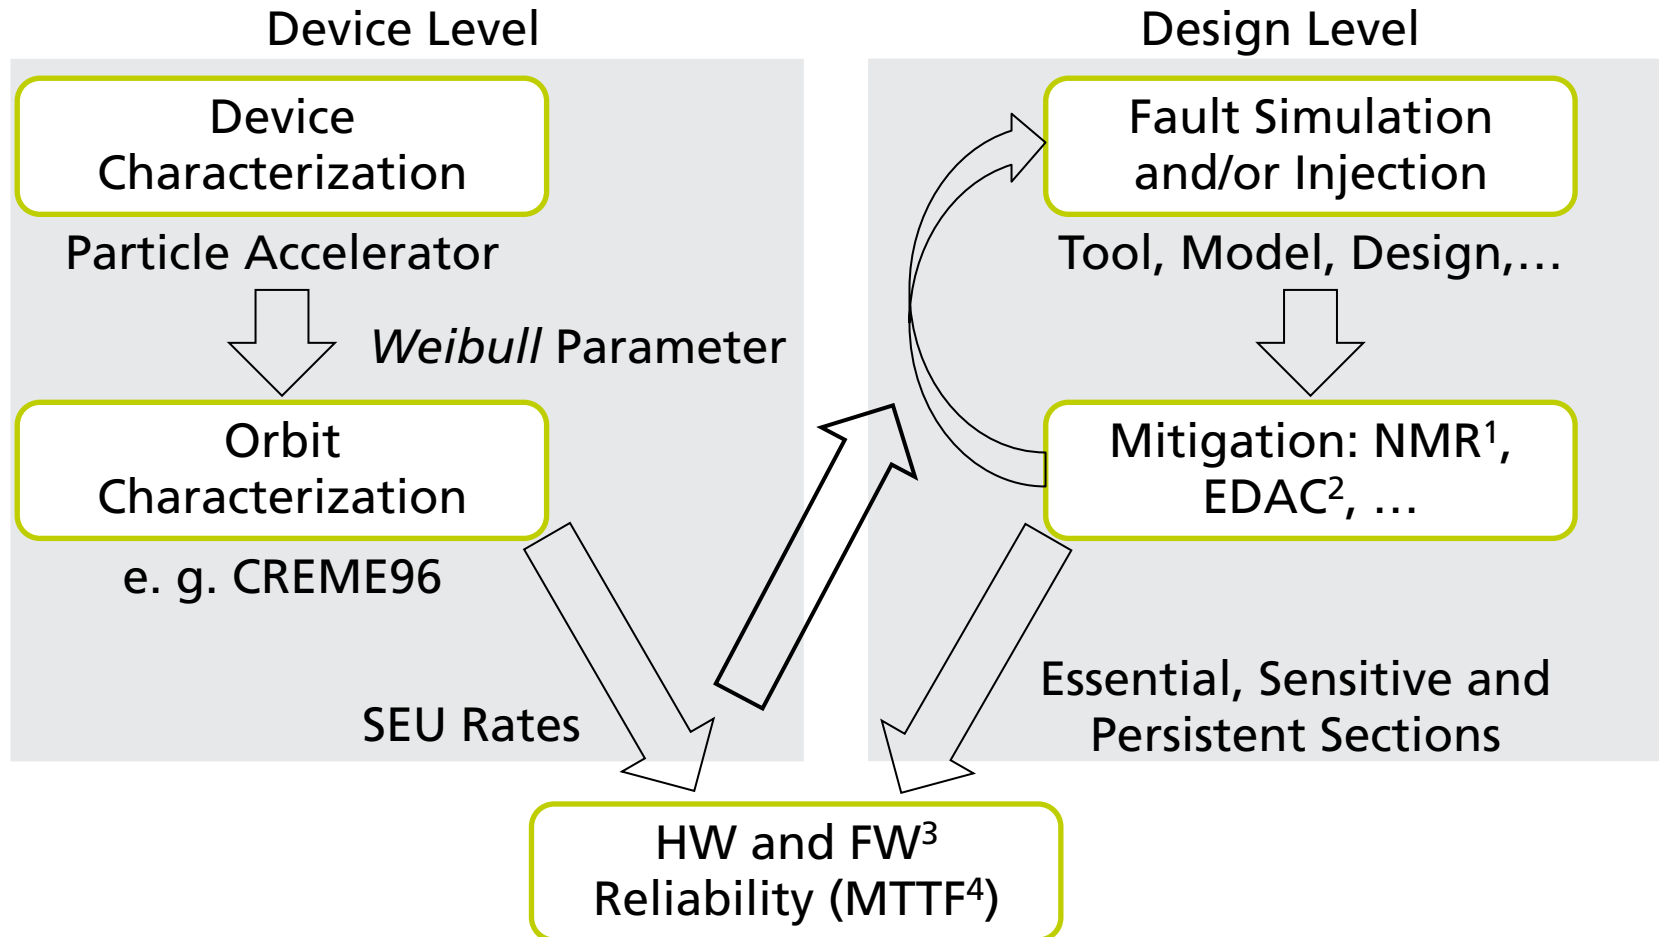 Device Level
Device
Characterization
Particle Accelerator
Weibull Parameter
Orbit
Characterization
e. g. CREME96
SEU Rates
Design Level
Fault Simulation
and/or Injection
Tool, Model, Design,…
Mitigation: NMR¹,
EDAC², …
Essential, Sensitive and
Persistent Sections
HW and FW³
Reliability (MTTF⁴)